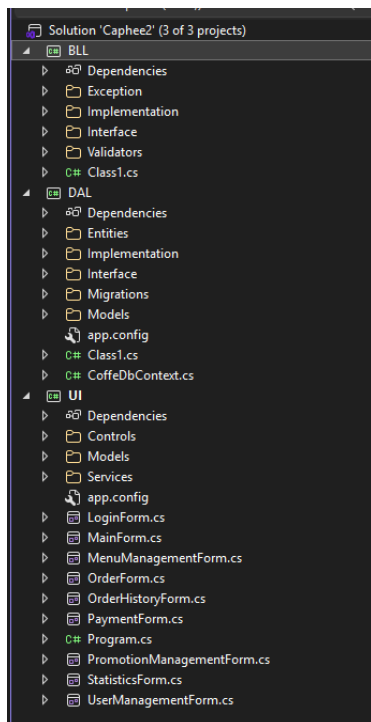 Solution 'Caphee2' (3 of 3 projects)
C# BLL
Dependencies
Exception
Implementation
Interface
Validators
C# Class1.cs
C# DAL
Dependencies
Entities
Implementation
Interface
Migrations
Models
app.config
C# Class1.cs
C# CoffeDbContext.cs
C# UI
Dependencies
Controls
Models
Services
app.config
LoginForm.cs
MainForm.cs
MenuManagementForm.cs
OrderForm.cs
OrderHistoryForm.cs
PaymentForm.cs
C# Program.cs
PromotionManagementForm.cs
StatisticsForm.cs
UserManagementForm.cs